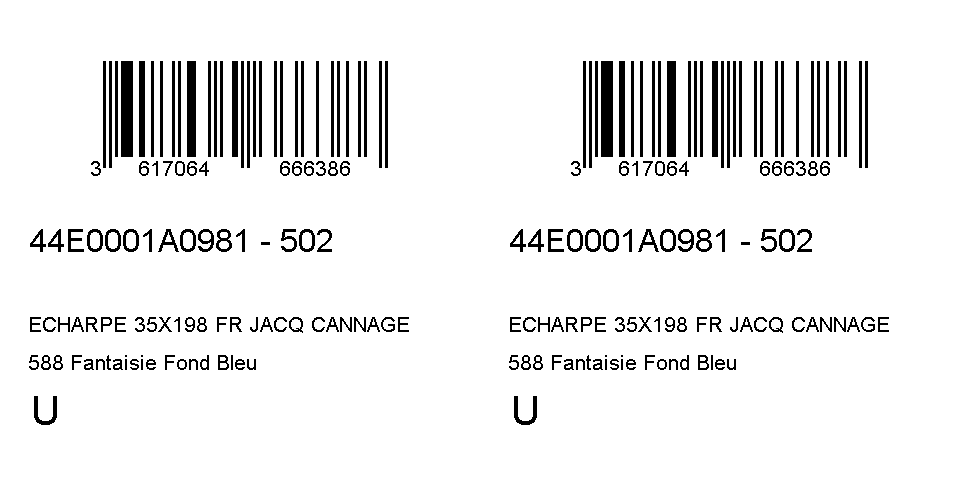 3 617064 666386
44E0001A0981 - 502
ECHARPE 35X198 FR JACQ CANNAGE
588 Fantaisie Fond Bleu
U
3 617064 666386
44E0001A0981 - 502
ECHARPE 35X198 FR JACQ CANNAGE
588 Fantaisie Fond Bleu
U